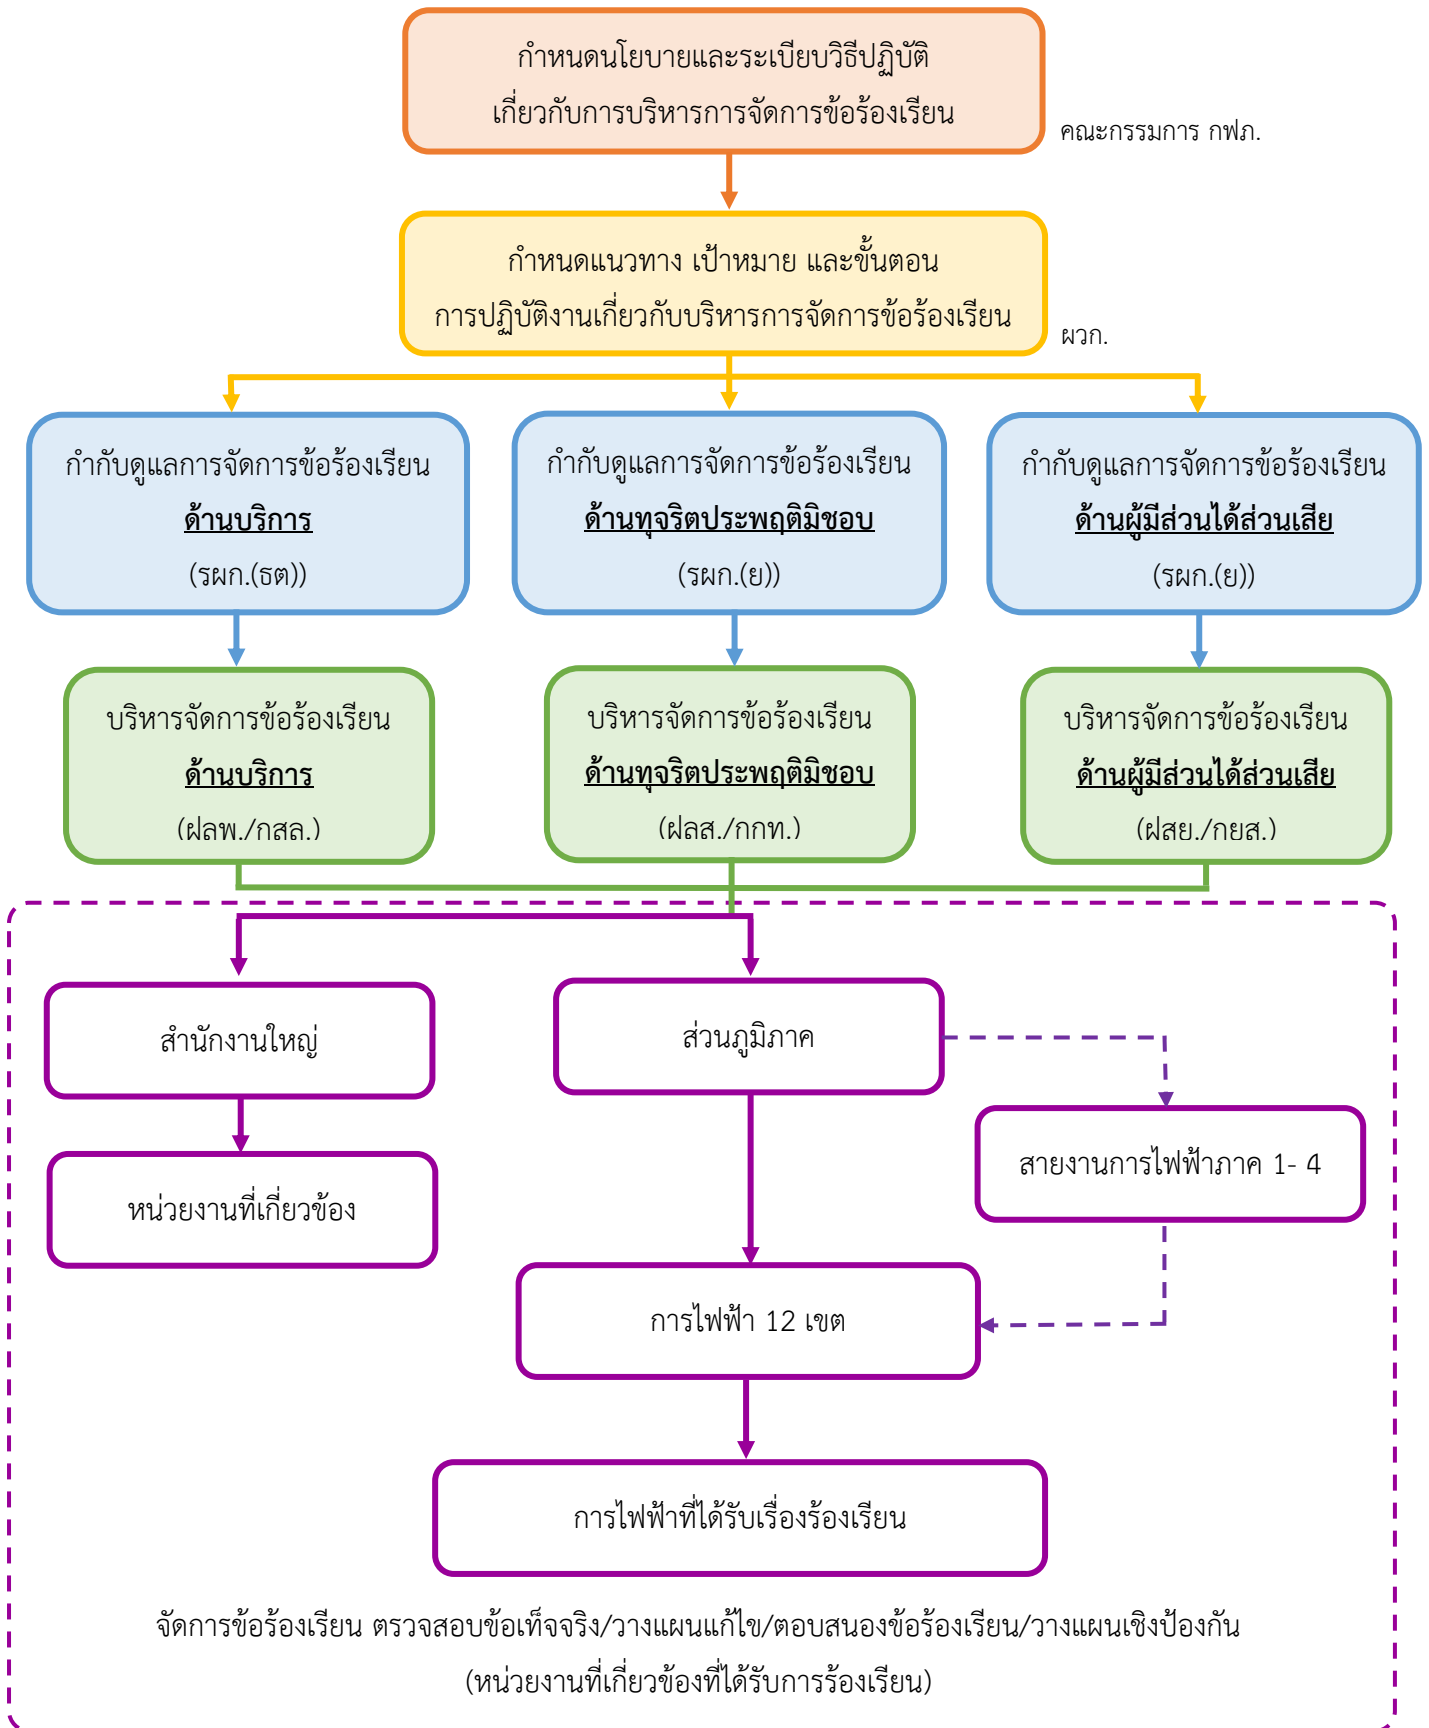 กำหนดนโยบายและระเบียบวิธีปฏิบัติ
เกี่ยวกับการบริหารการจัดการข้อร้องเรียน
คณะกรรมการ กฟภ.
กำหนดแนวทาง เป้าหมาย และขั้นตอน
การปฏิบัติงานเกี่ยวกับบริหารการจัดการข้อร้องเรียน
ผวก.
กำกับดูแลการจัดการข้อร้องเรียน
ด้านบริการ
(รผก.(ธต))
กำกับดูแลการจัดการข้อร้องเรียน
ด้านทุจริตประพฤติมิชอบ
(รผก.(ย))
กำกับดูแลการจัดการข้อร้องเรียน
ด้านผู้มีส่วนได้ส่วนเสีย
(รผก.(ย))
บริหารจัดการข้อร้องเรียน
ด้านบริการ
(ฝลพ./กสล.)
บริหารจัดการข้อร้องเรียน
ด้านทุจริตประพฤติมิชอบ
(ฝลส./กกท.)
บริหารจัดการข้อร้องเรียน
ด้านผู้มีส่วนได้ส่วนเสีย
(ฝสย./กยส.)
สำนักงานใหญ่
ส่วนภูมิภาค
สายงานการไฟฟ้าภาค 1- 4
หน่วยงานที่เกี่ยวข้อง
การไฟฟ้า 12 เขต
การไฟฟ้าที่ได้รับเรื่องร้องเรียน
จัดการข้อร้องเรียน ตรวจสอบข้อเท็จจริง/วางแผนแก้ไข/ตอบสนองข้อร้องเรียน/วางแผนเชิงป้องกัน
(หน่วยงานที่เกี่ยวข้องที่ได้รับการร้องเรียน)